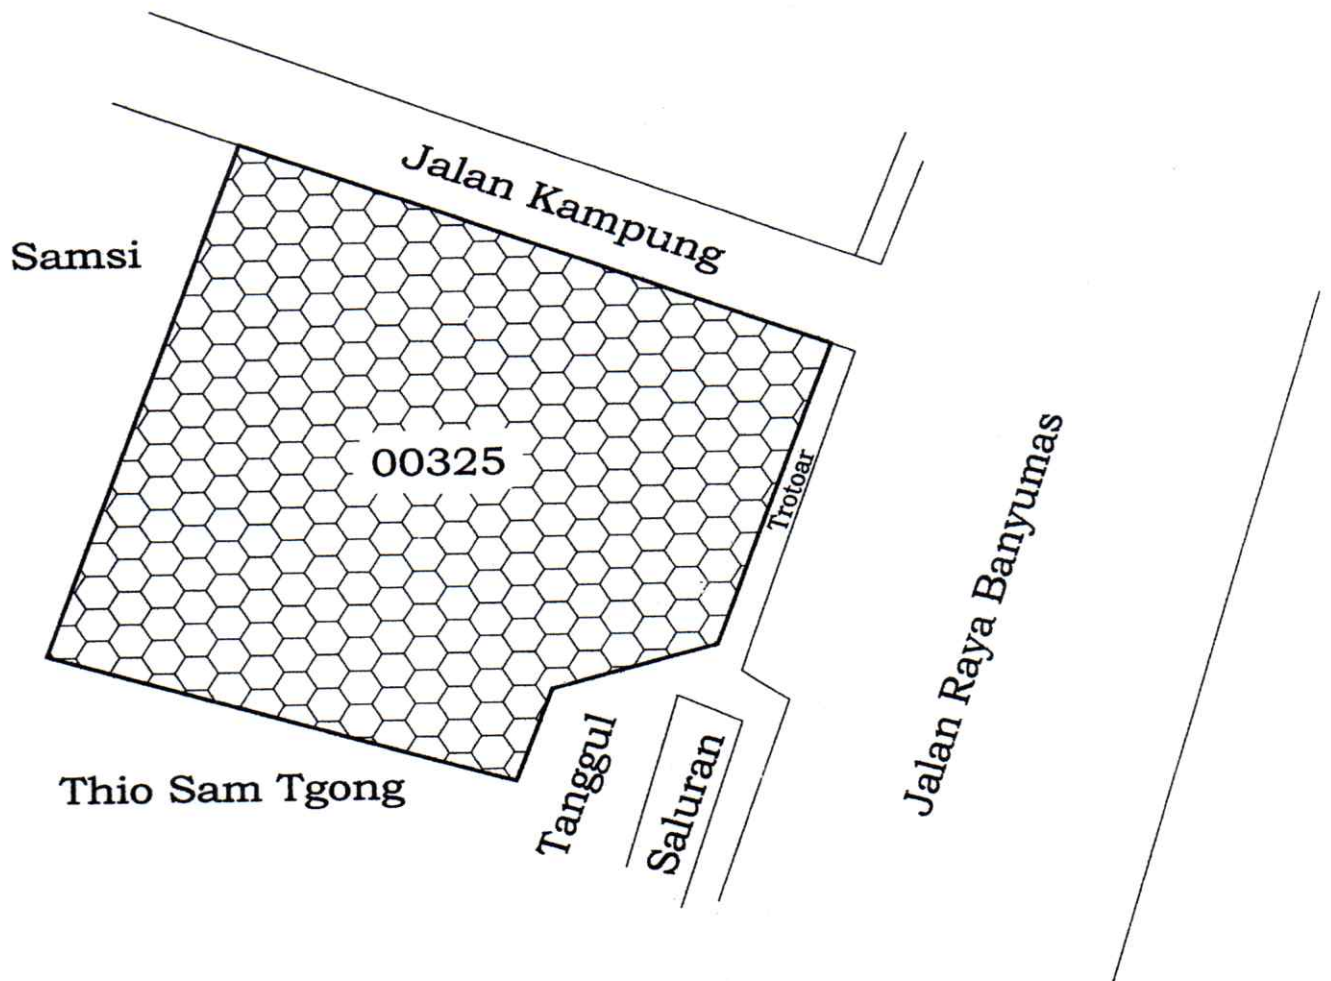 Jalan Kampung
Samsi
00325
Trotoar
Jalan Raya Banyumas
Thio Sam Tgong
Tanggul
Saluran